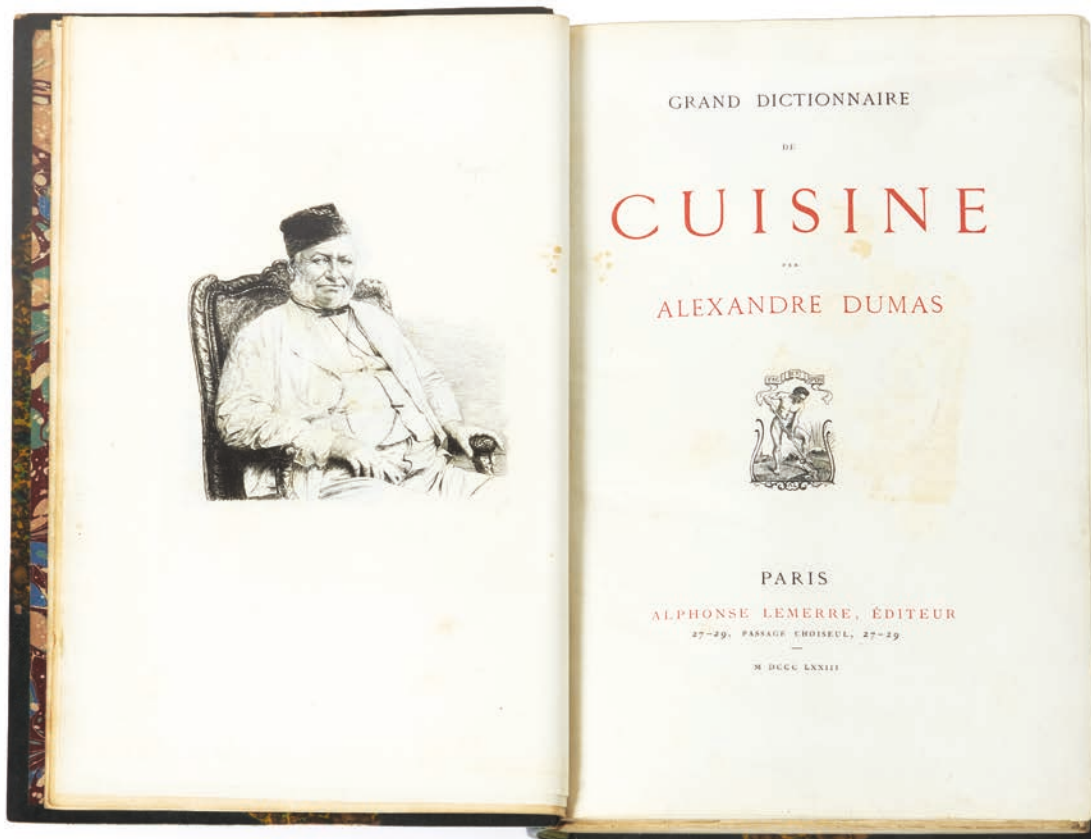 GRAND DICTIONNAIRE
DE
CUISINE
PAR
ALEXANDRE DUMAS
PARIS
ALPHONSE LEMERRE, ÉDITEUR
27-29, PASSAGE CHOISEUL, 27-29
M DCCC LXXIII